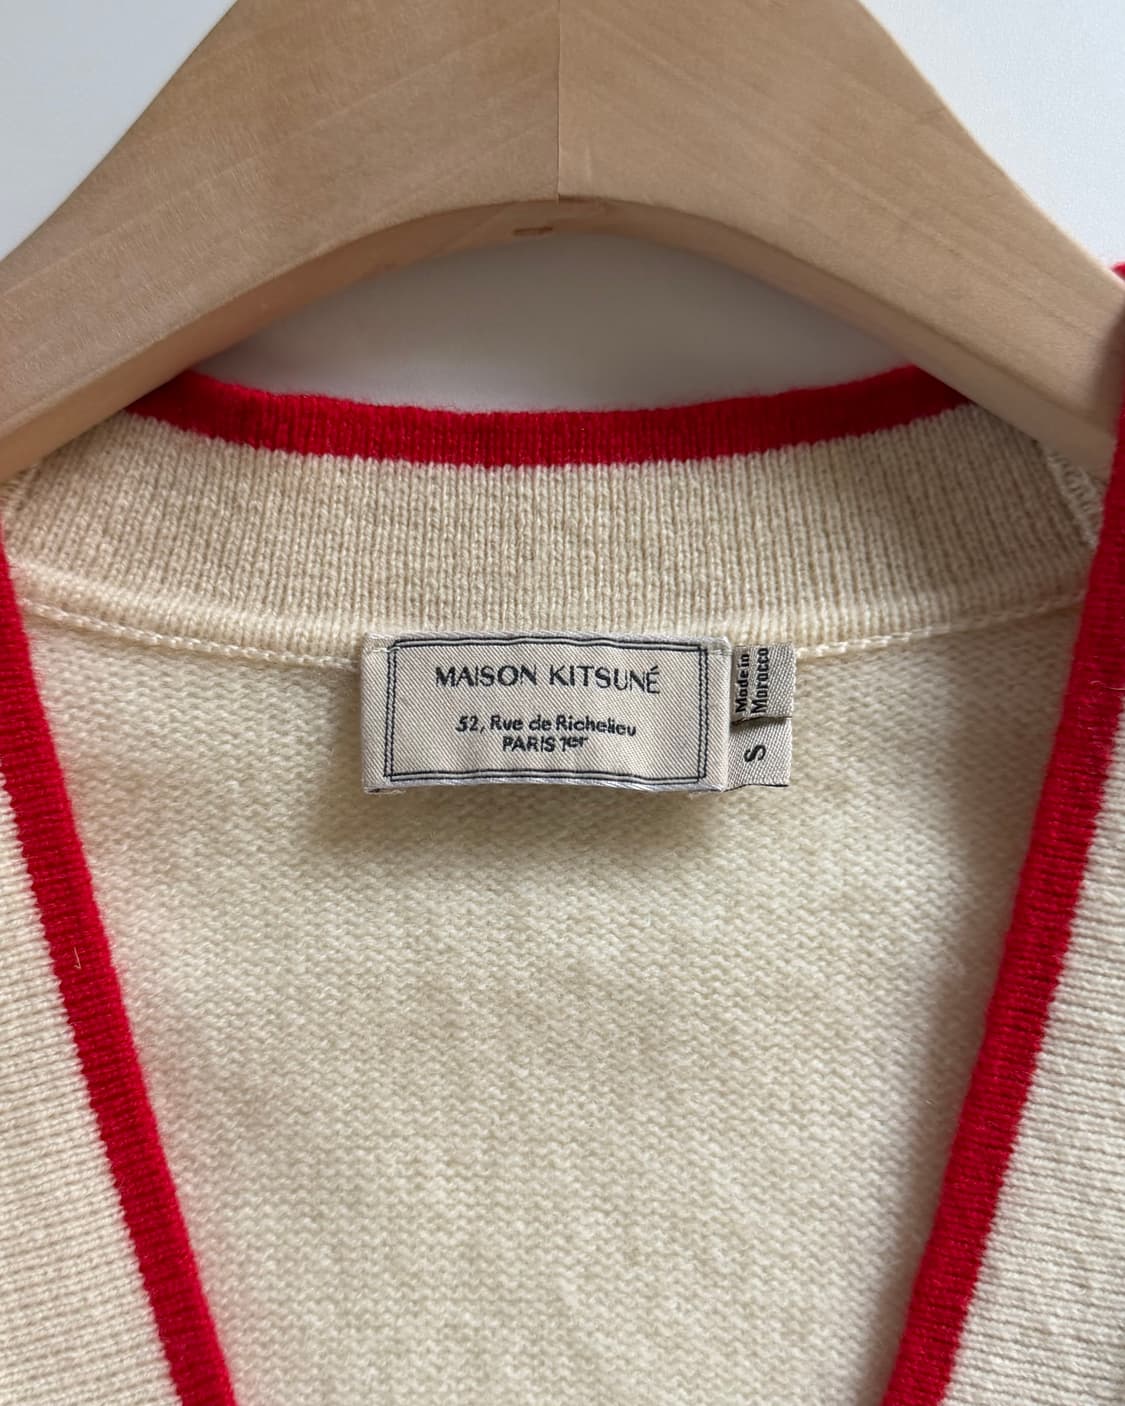 MAISON KITSUNÉ
52, Rue de Richelieu
PARIS 1er
Made in
Morocco
S